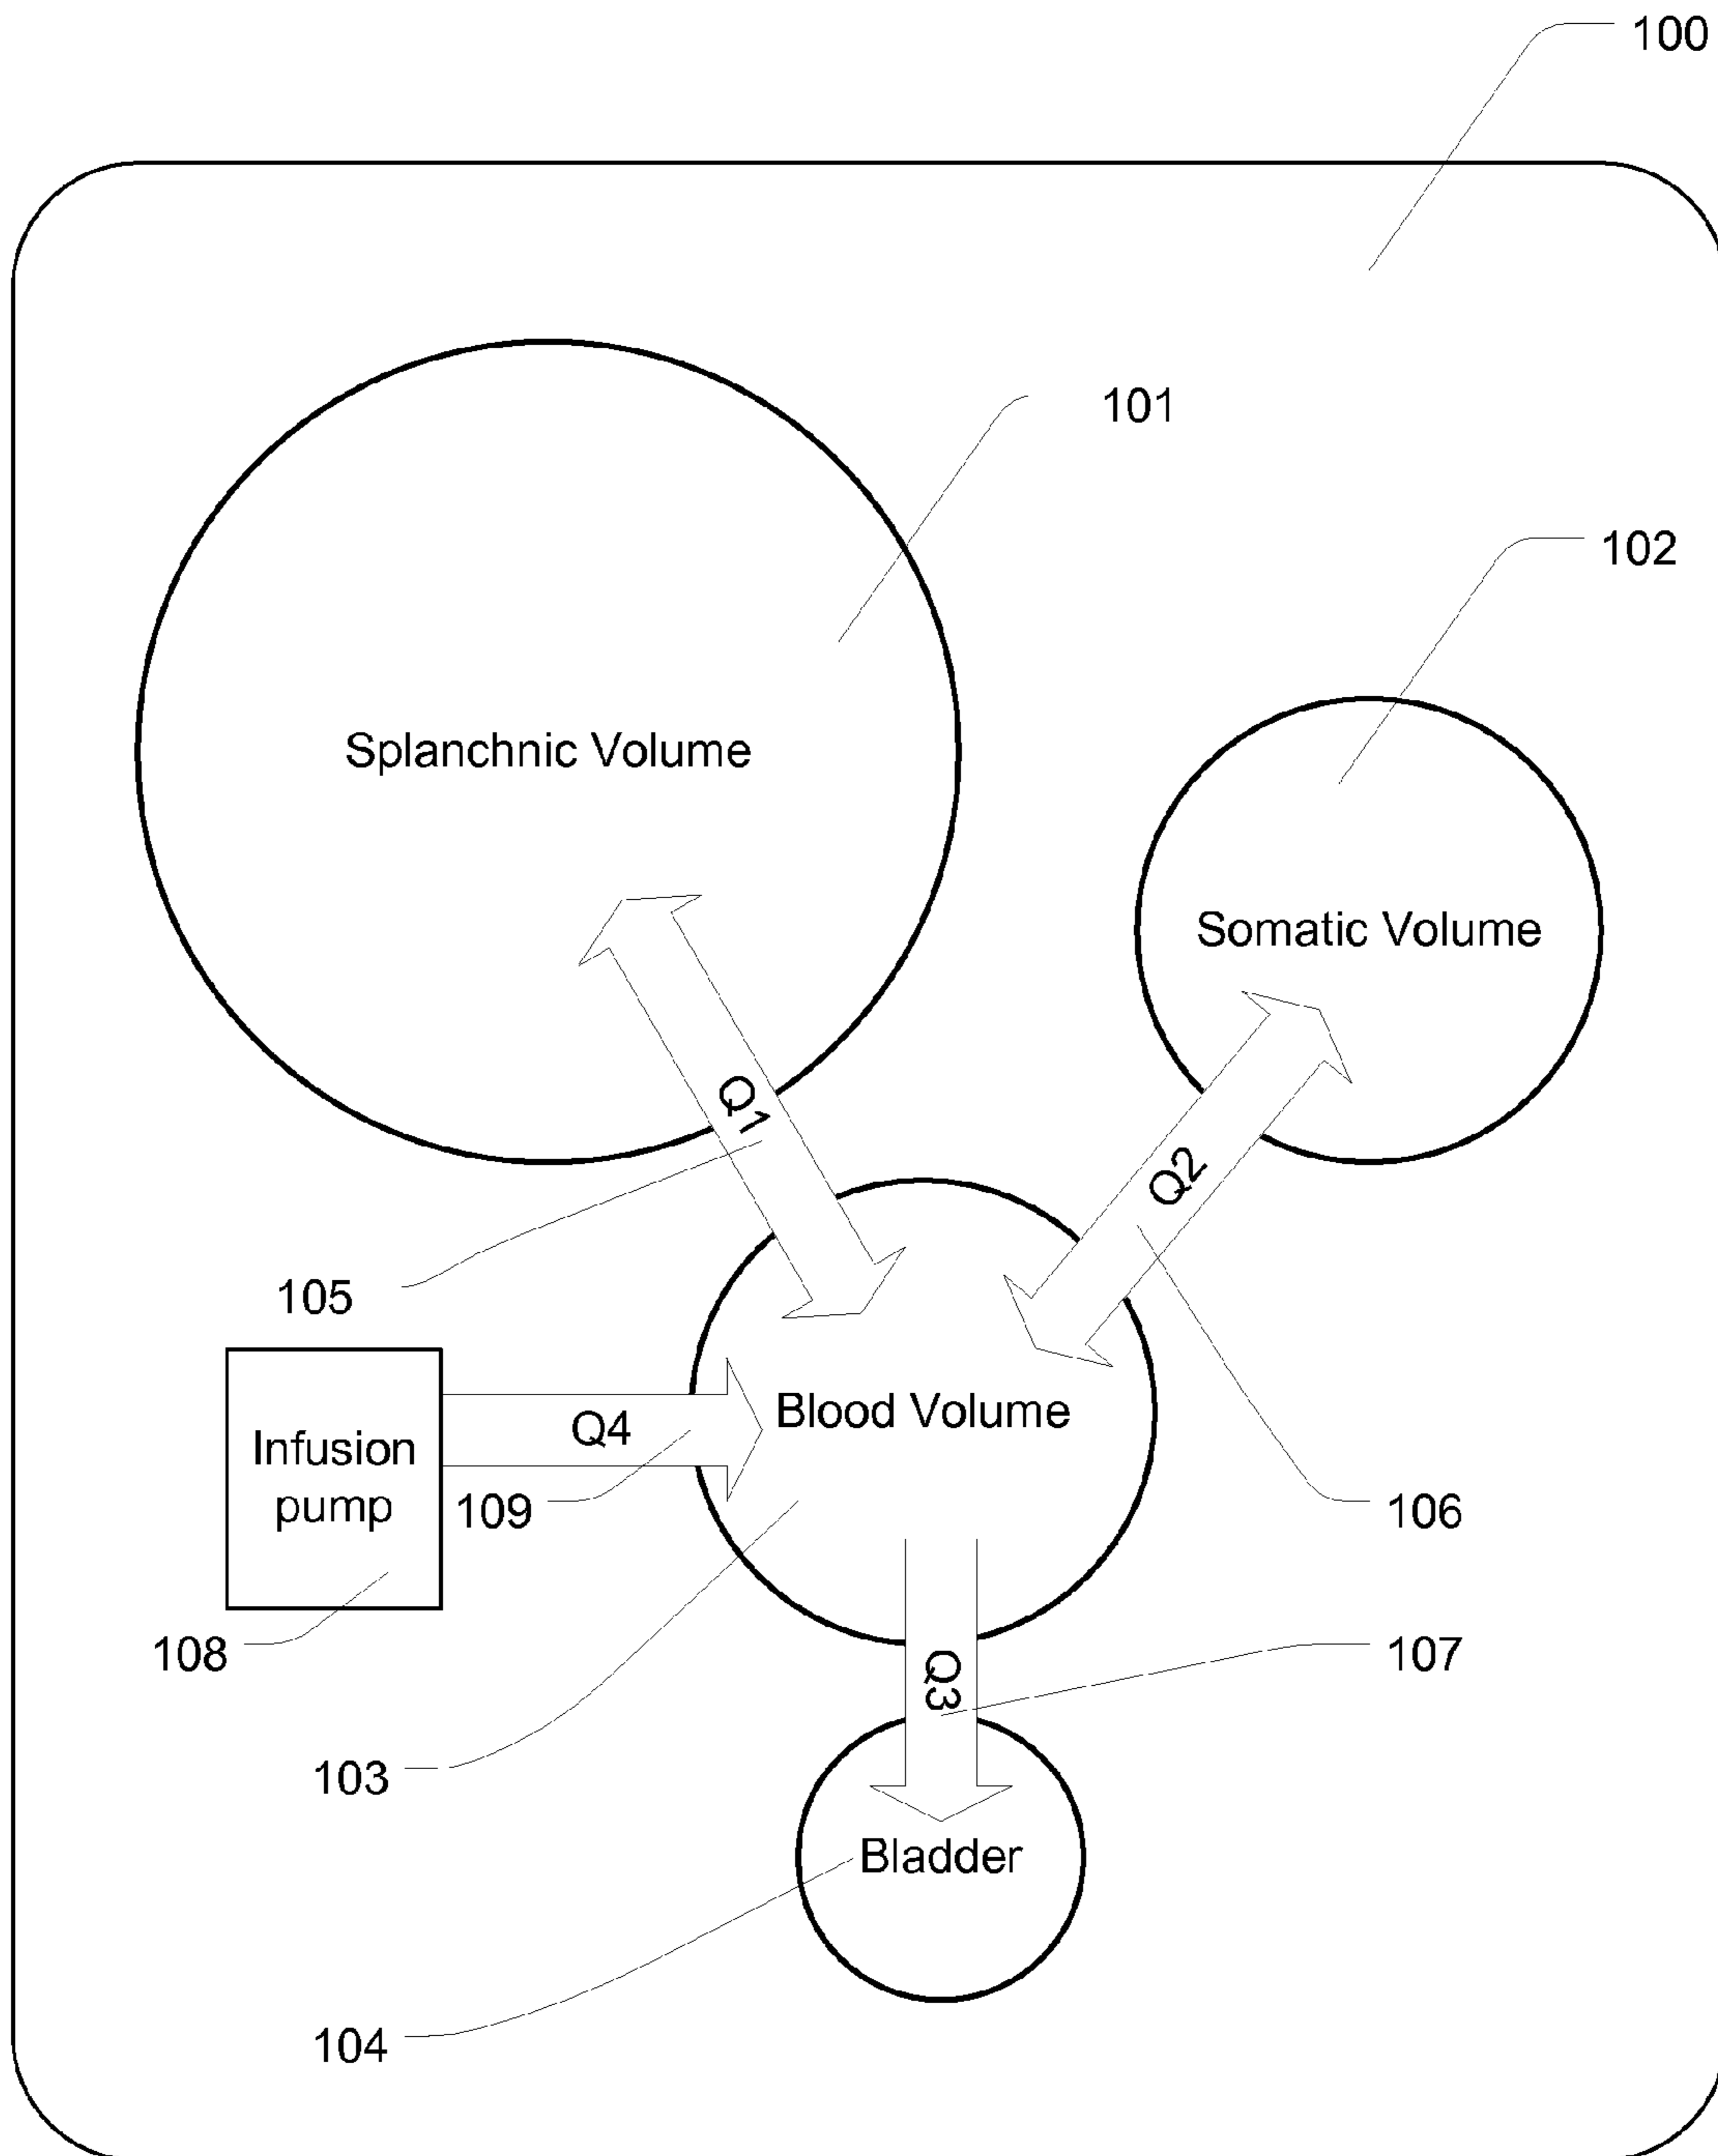 100
101
102
Splanchnic Volume
Somatic Volume
Q1
Q2
105
Blood Volume
Q4
Infusion
pump
109
106
108
Q3
107
103
Bladder
104